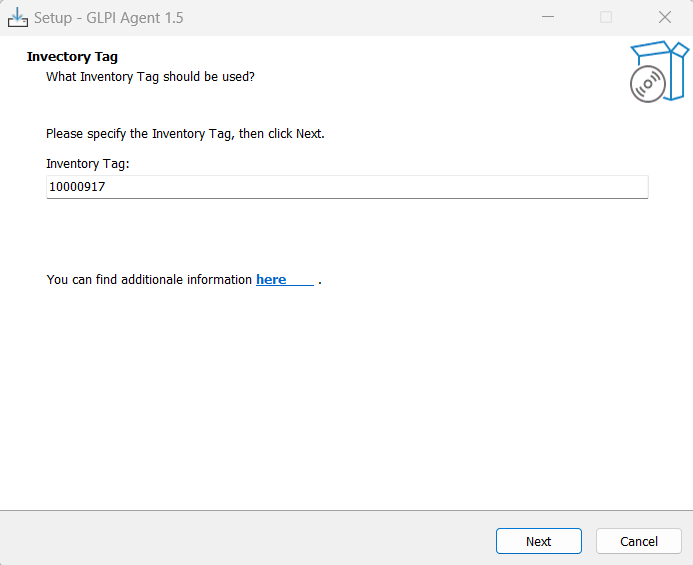 Setup - GLPI Agent 1.5
Invectory Tag
What Inventory Tag should be used?
Please specify the Inventory Tag, then click Next.
Inventory Tag:
10000917
You can find additionale information here .
Next
Cancel